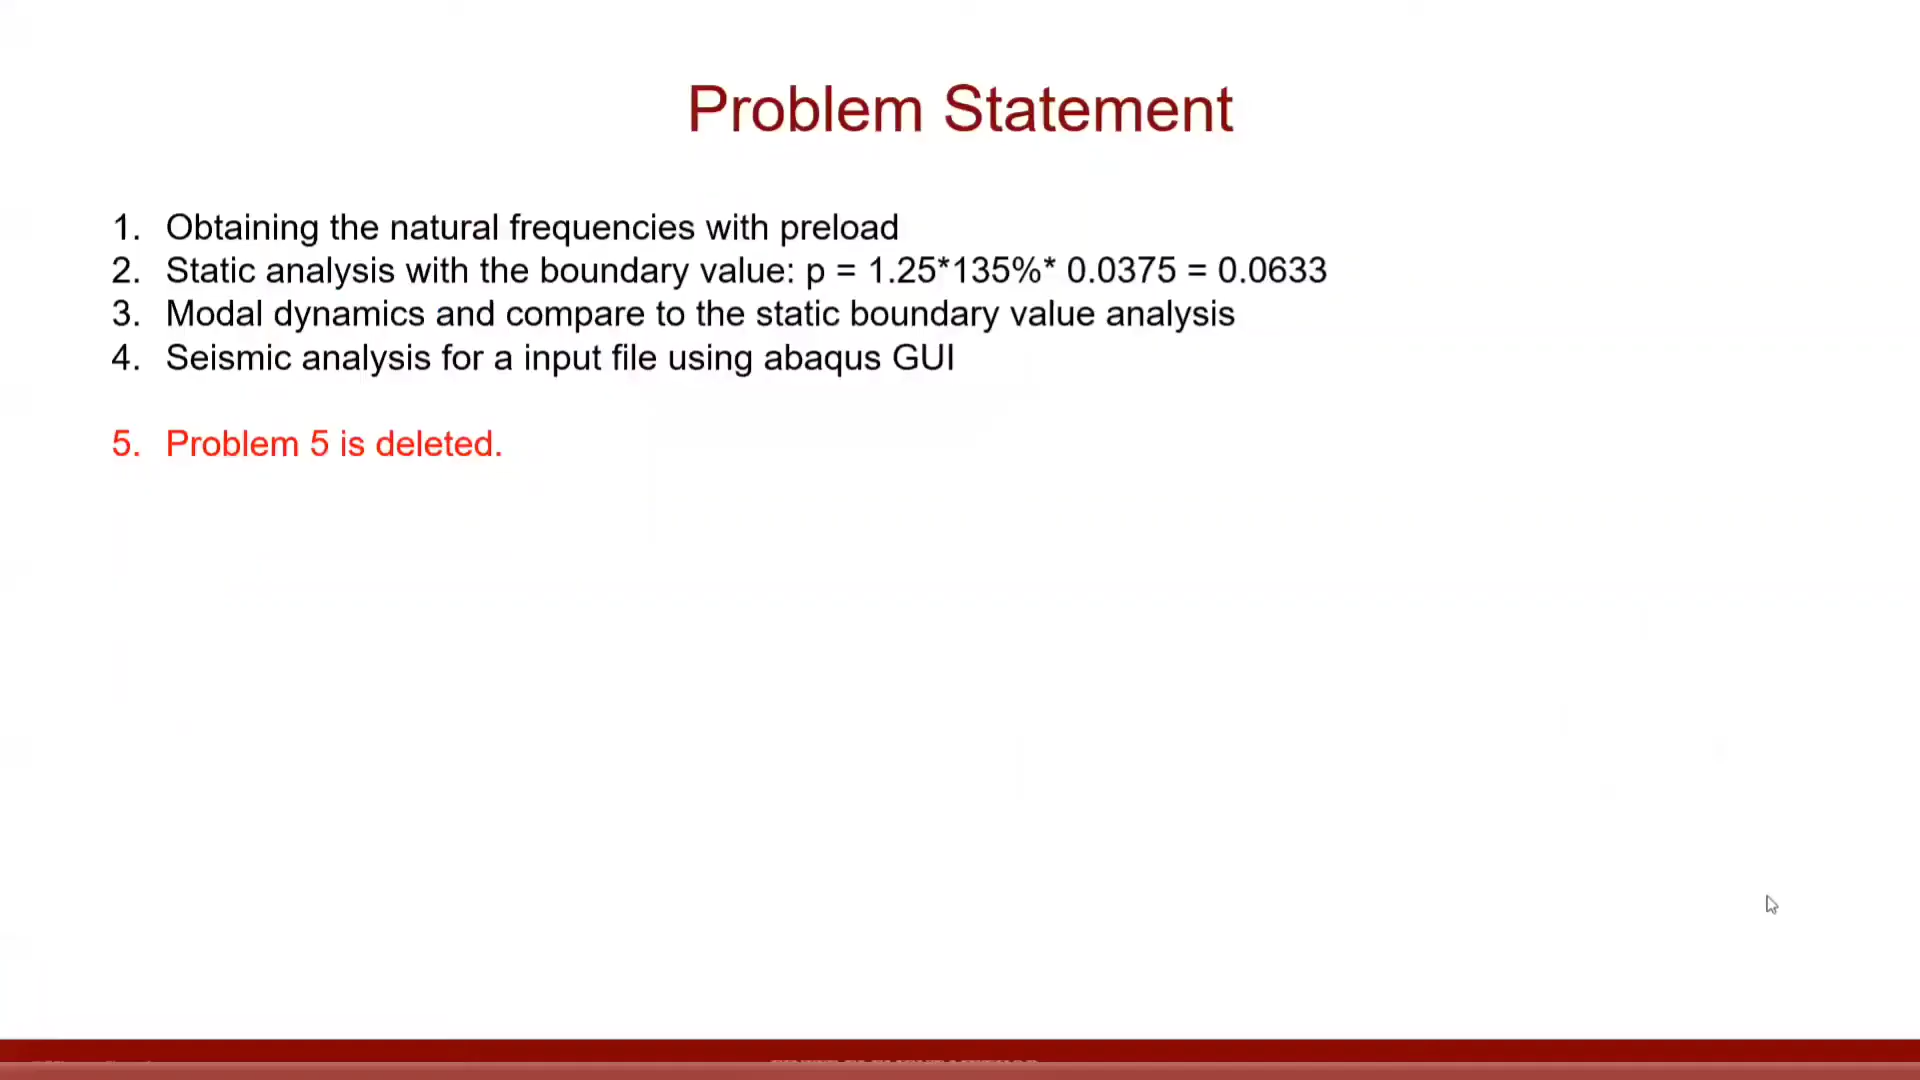 Problem Statement
1. Obtaining the natural frequencies with preload
2. Static analysis with the boundary value: p = 1.25*135%* 0.0375 = 0.0633
3. Modal dynamics and compare to the static boundary value analysis
4. Seismic analysis for a input file using abaqus GUI
5. Problem 5 is deleted.